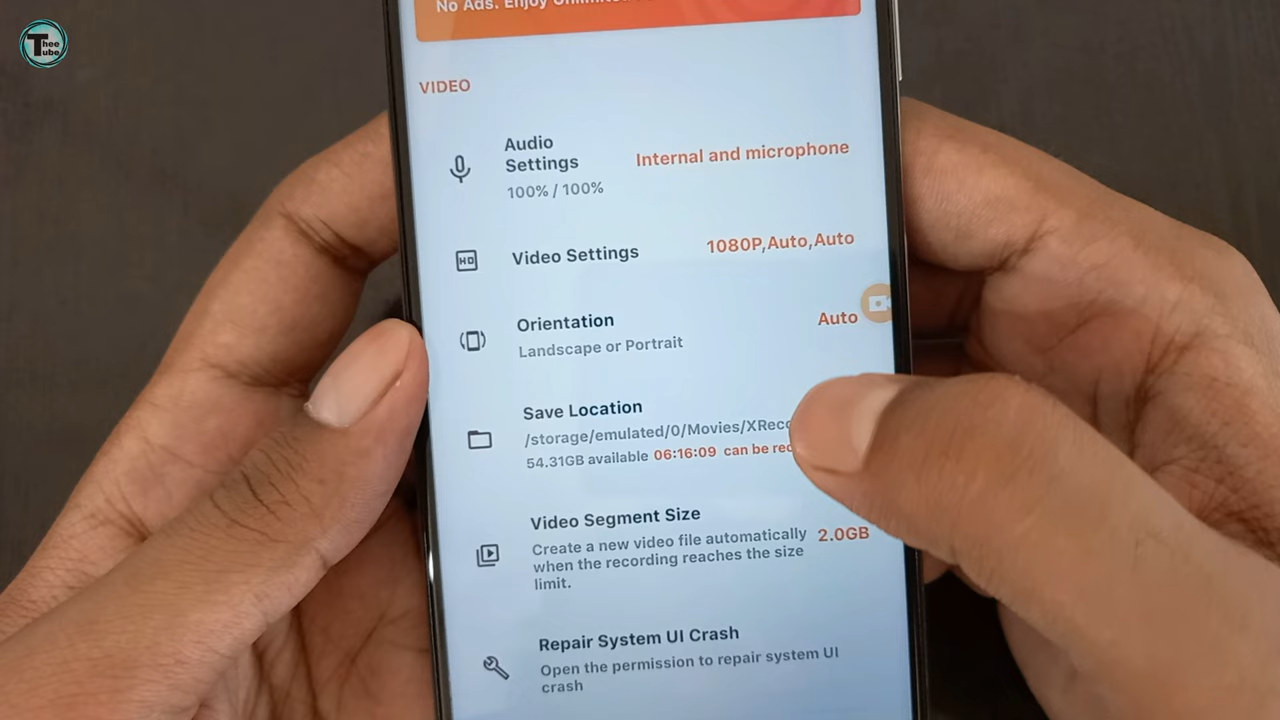 Thee
Tube
No Ads. Enjoy
VIDEO
Audio
Settings
100% / 100%
Internal and microphone
Video Settings
1080P,Auto,Auto
Orientation
Landscape or Portrait
Auto
Save Location
/storage/emulated/0/Movies/XReco
54.31GB available 06:16:09 can be rec
Video Segment Size
Create a new video file automatically
when the recording reaches the size
limit.
2.0GB
Repair System UI Crash
Open the permission to repair system UI
crash